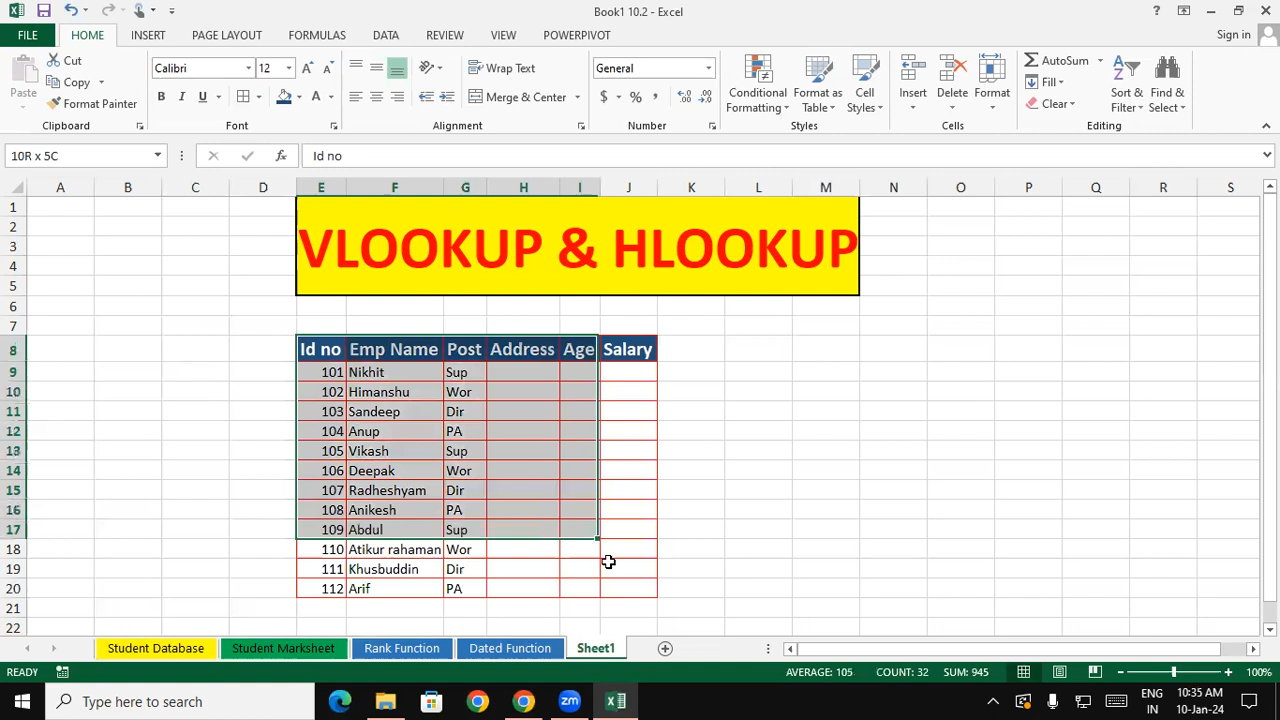 Book1 10.2 - Excel
Sign in
FILE HOME INSERT PAGE LAYOUT FORMULAS DATA REVIEW VIEW POWERPIVOT
Cut
Copy
Format Painter
Paste
Clipboard
Calibri 12
B I U
Font
Wrap Text
Merge & Center
Alignment
General
$ % ,
Number
Conditional Formatting
Format as Table
Cell Styles
Styles
Insert Delete Format
Cells
AutoSum
Fill
Clear
Sort & Filter
Find & Select
Editing
10R x 5C
Id no
A B C D E F G H I J K L M N O P Q R S
1
2
3
4
5
6
7
VLOOKUP & HLOOKUP
8 Id no Emp Name Post Address Age Salary
9 101 Nikhit Sup
10 102 Himanshu Wor
11 103 Sandeep Dir
12 104 Anup PA
13 105 Vikash Sup
14 106 Deepak Wor
15 107 Radheshyam Dir
16 108 Anikesh PA
17 109 Abdul Sup
18 110 Atikur rahaman Wor
19 111 Khusbuddin Dir
20 112 Arif PA
21
22
Student Database Student Marksheet Rank Function Dated Function Sheet1
READY AVERAGE: 105 COUNT: 32 SUM: 945 100%
Type here to search
ENG
IN
10:35 AM
10-Jan-24